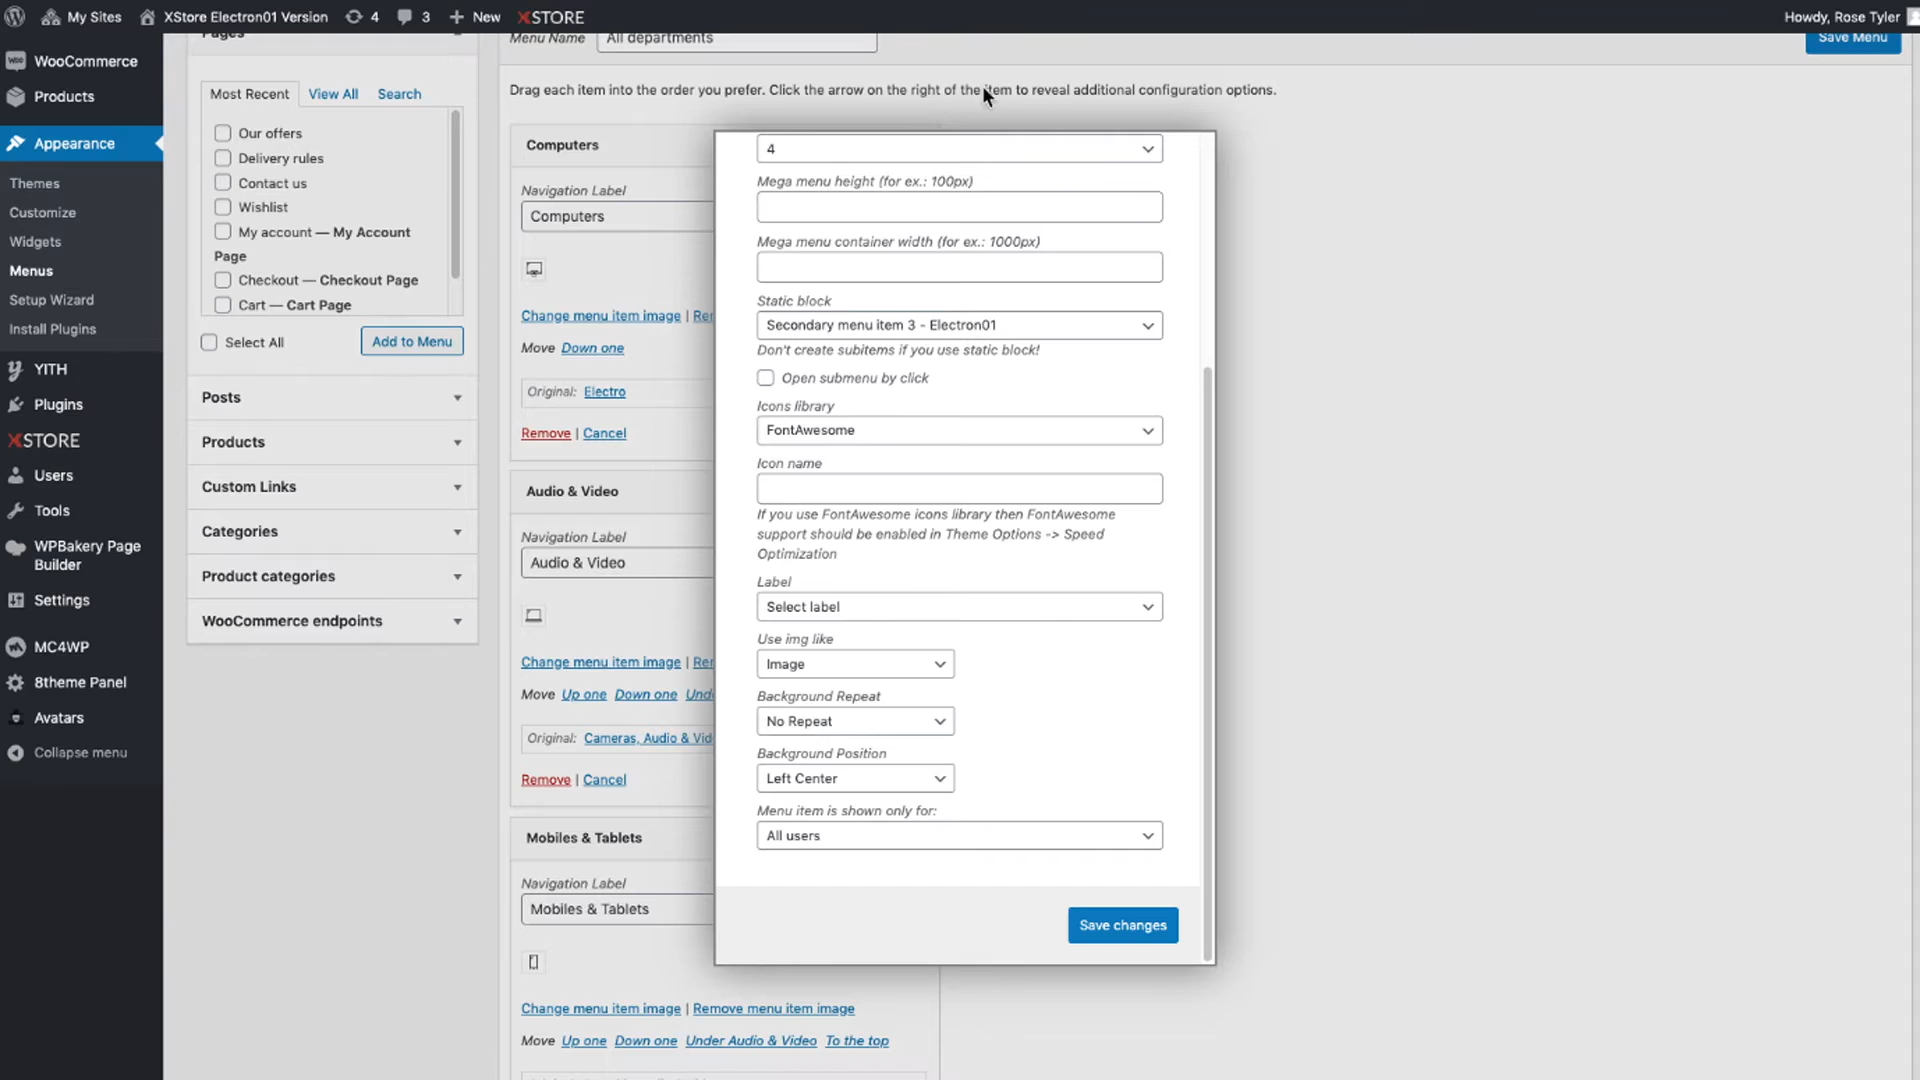 My Sites
XStore Electron01 Version
4
3
New
XSTORE
Howdy, Rose Tyler
WooCommerce
Products
Appearance
Themes
Customize
Widgets
Menus
Setup Wizard
Install Plugins
YITH
Plugins
XSTORE
Users
Tools
WPBakery Page
Builder
Settings
MC4WP
8theme Panel
Avatars
Collapse menu
Pages
Most Recent
View All
Search
Our offers
Delivery rules
Contact us
Wishlist
My account — My Account
Page
Checkout — Checkout Page
Cart — Cart Page
Select All
Add to Menu
Posts
Products
Custom Links
Categories
Product categories
WooCommerce endpoints
Menu Name
All departments
Save Menu
Drag each item into the order you prefer. Click the arrow on the right of the item to reveal additional configuration options.
Computers
Navigation Label
Computers
Change menu item image |
Move Down one
Original: Electro
Remove | Cancel
Audio & Video
Navigation Label
Audio & Video
Change menu item image |
Move Up one Down one
Original: Cameras, Audio &
Remove | Cancel
Mobiles & Tablets
Navigation Label
Mobiles & Tablets
Change menu item image | Remove menu item image
Move Up one Down one Under Audio & Video To the top
4
Mega menu height (for ex.: 100px)
Mega menu container width (for ex.: 1000px)
Static block
Secondary menu item 3 - Electron01
Don't create subitems if you use static block!
Open submenu by click
Icons library
FontAwesome
Icon name
If you use FontAwesome icons library then FontAwesome
support should be enabled in Theme Options -> Speed
Optimization
Label
Select label
Use img like
Image
Background Repeat
No Repeat
Background Position
Left Center
Menu item is shown only for:
All users
Save changes